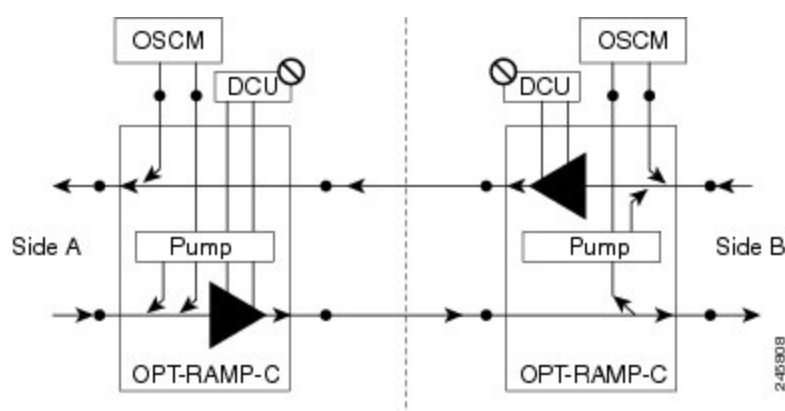 OSCM
OSCM
DCU
DCU
Side A
Pump
Pump
Side B
OPT-RAMP-C
OPT-RAMP-C
245808